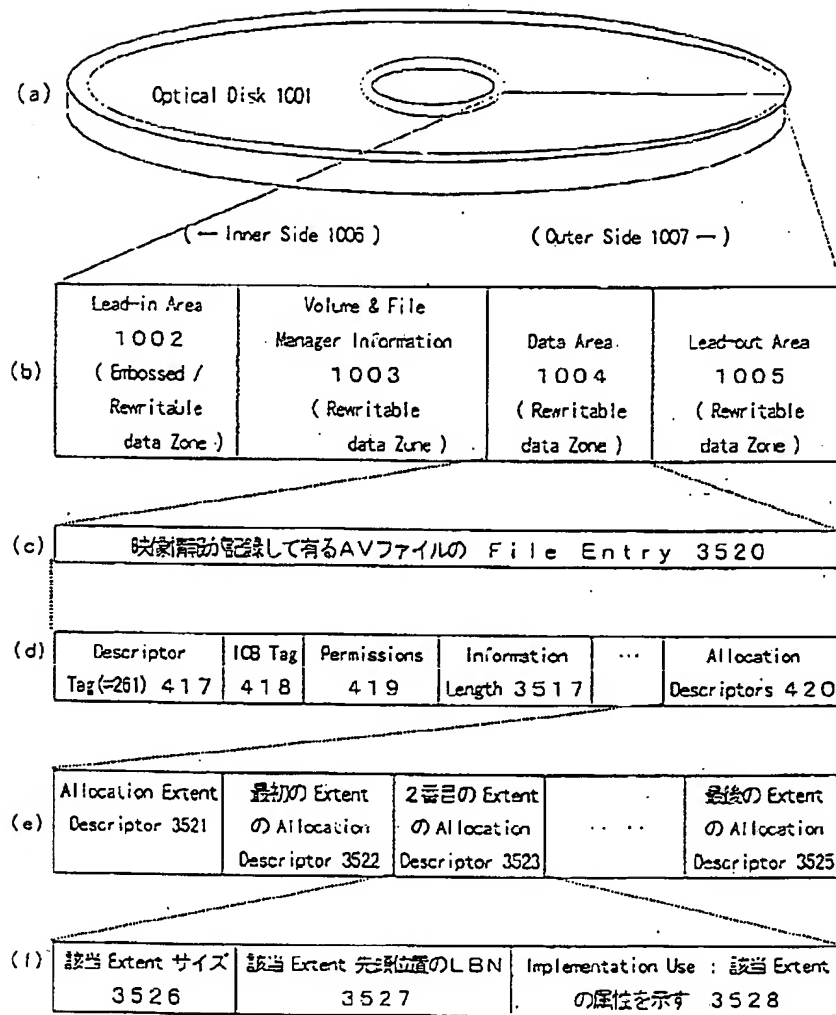 (a)
Optical Disk 1001
(← Inner Side 1006 )
( Outer Side 1007 → )
(b)
Lead-in Area
1002
( Embossed /
Rewritable
data Zone )
Volume & File
Manager Information
1003
( Rewritable
data Zone )
Data Area
1004
( Rewritable
data Zone )
Lead-out Area
1005
( Rewritable
data Zone )
(c)
映像情報が記録して有るAVファイルの File Entry 3520
(d)
Descriptor
Tag(=261) 417
ICB Tag
418
Permissions
419
Information
Length 3517
...
Allocation
Descriptors 420
(e)
Allocation Extent
Descriptor 3521
最初の Extent
の Allocation
Descriptor 3522
2番目の Extent
の Allocation
Descriptor 3523
.....
最後の Extent
の Allocation
Descriptor 3525
(f)
該当 Extent サイズ
3526
該当 Extent 先頭位置のLBN
3527
Implementation Use : 該当 Extent
の属性を示す 3528